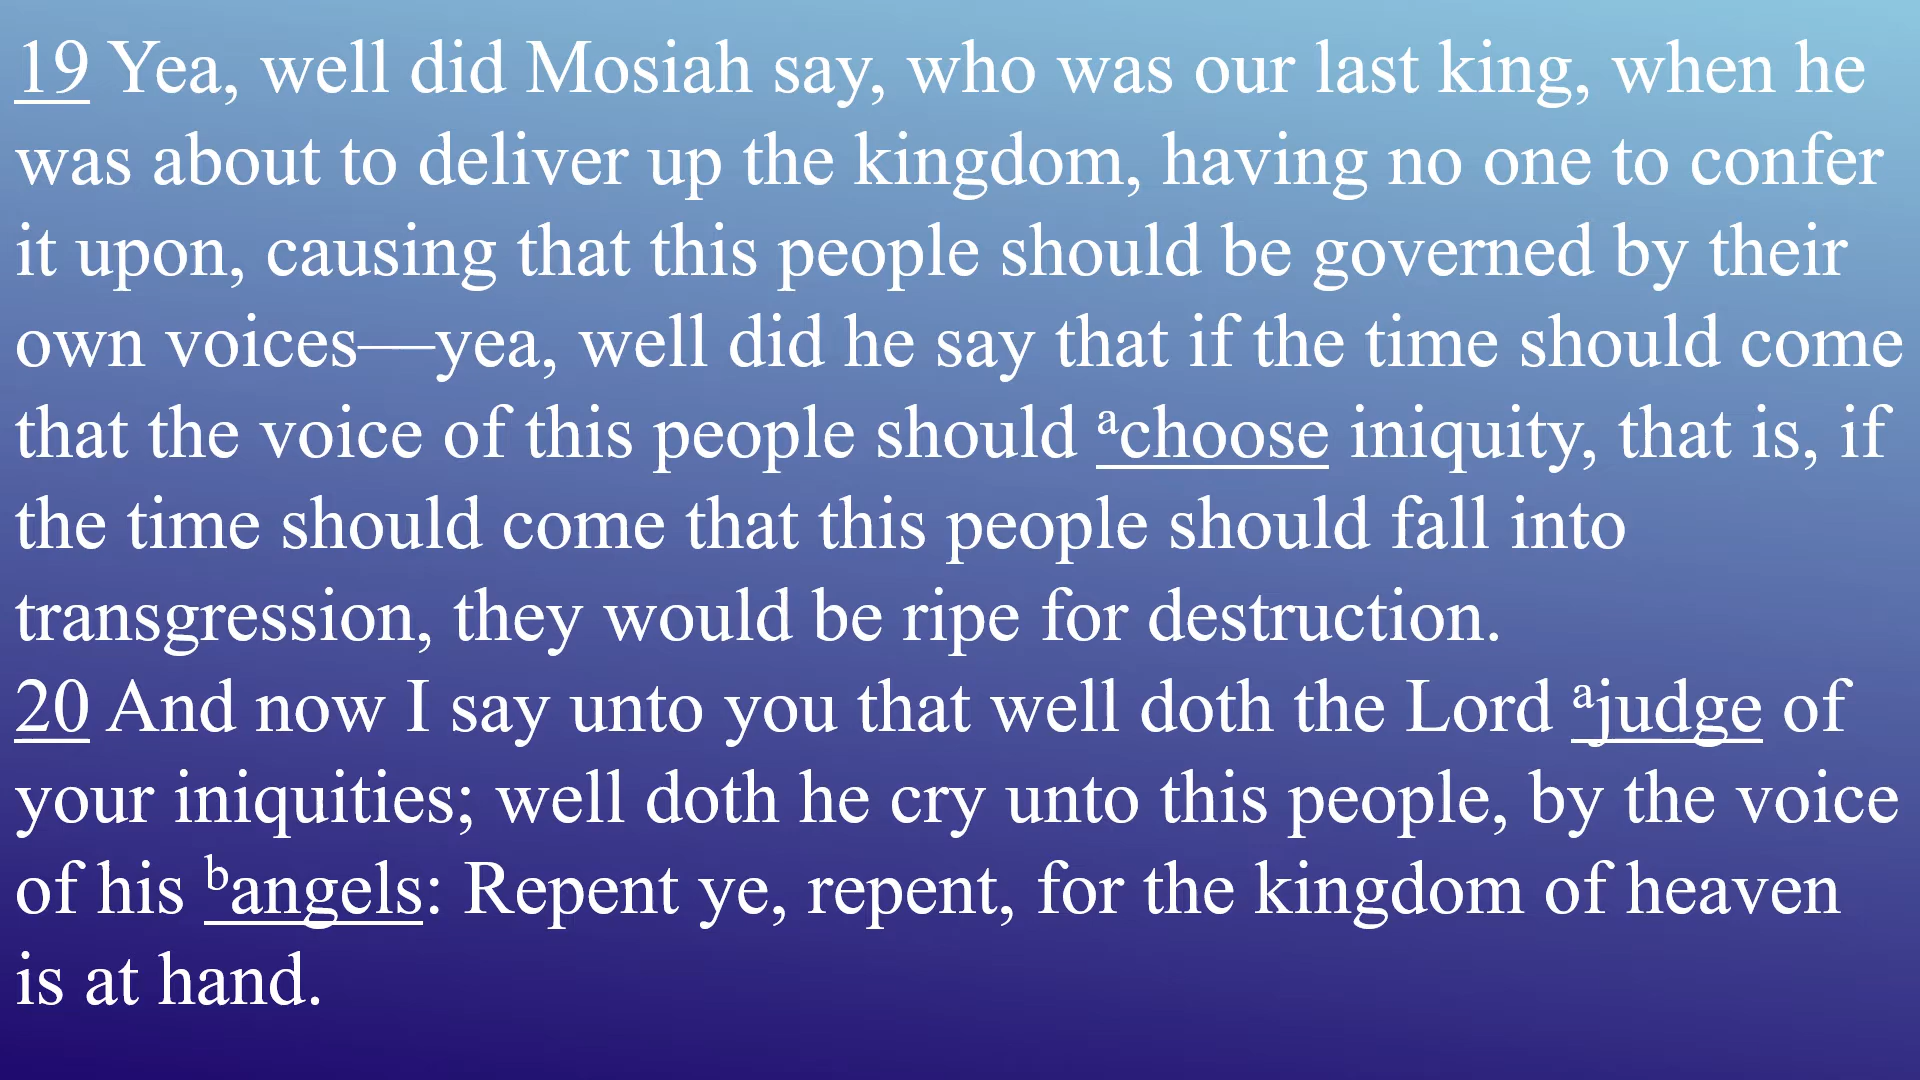 19 Yea, well did Mosiah say, who was our last king, when he
was about to deliver up the kingdom, having no one to confer
it upon, causing that this people should be governed by their
own voices—yea, well did he say that if the time should come
that the voice of this people should ᵃchoose iniquity, that is, if
the time should come that this people should fall into
transgression, they would be ripe for destruction.
20 And now I say unto you that well doth the Lord ᵃjudge of
your iniquities; well doth he cry unto this people, by the voice
of his ᵇangels: Repent ye, repent, for the kingdom of heaven
is at hand.